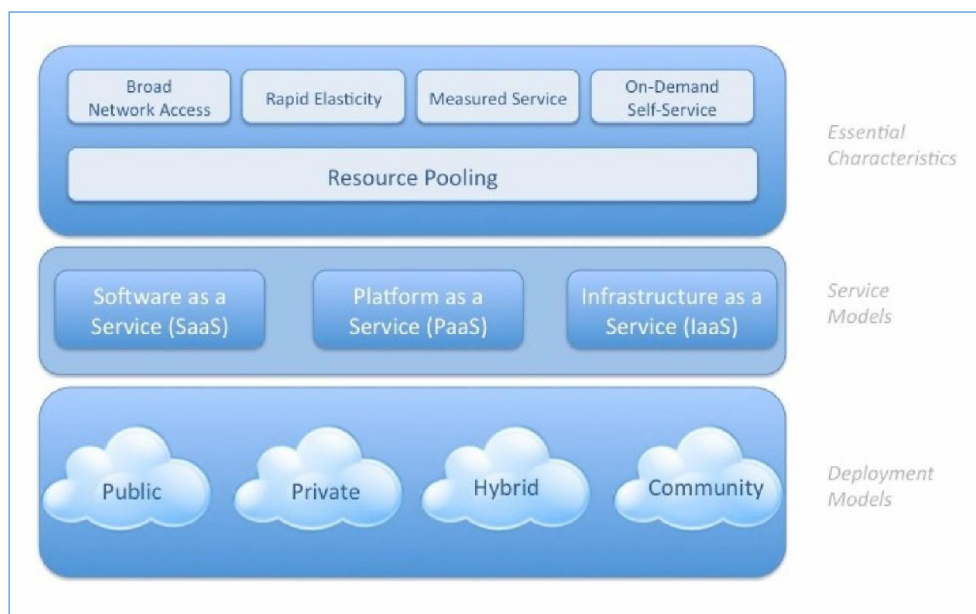 Broad
Network Access
Rapid Elasticity
Measured Service
On-Demand
Self-Service
Resource Pooling
Essential
Characteristics
Software as a
Service (SaaS)
Platform as a
Service (PaaS)
Infrastructure as a
Service (IaaS)
Service
Models
Public
Private
Hybrid
Community
Deployment
Models